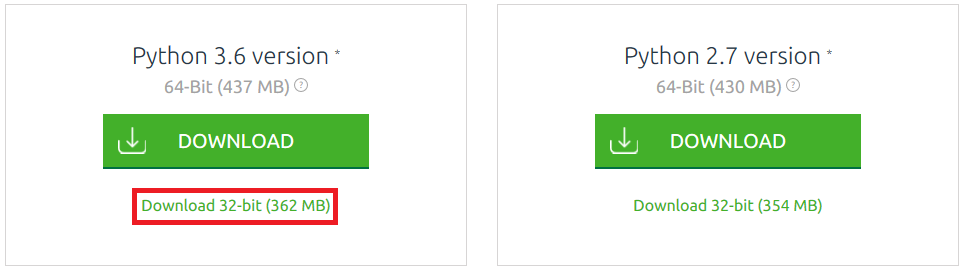 Python 3.6 version *
64-Bit (437 MB) ?
DOWNLOAD
Download 32-bit (362 MB)
Python 2.7 version *
64-Bit (430 MB) ?
DOWNLOAD
Download 32-bit (354 MB)